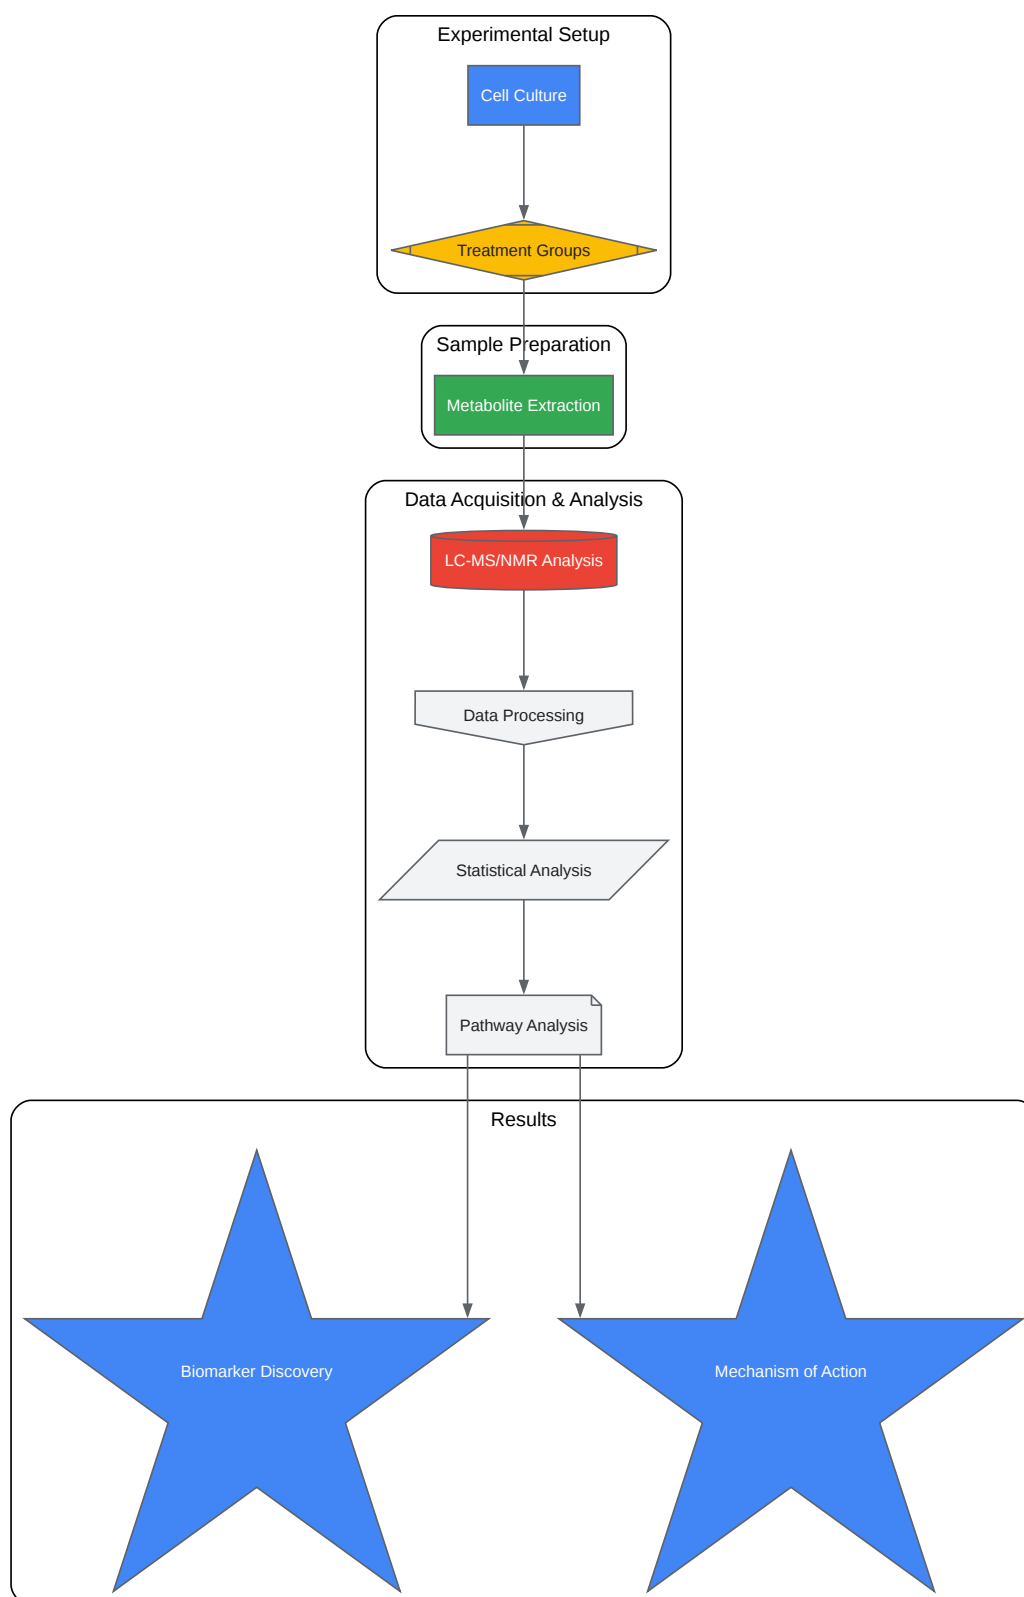 Experimental Setup
Cell Culture
Treatment Groups
Sample Preparation
Metabolite Extraction
Data Acquisition & Analysis
LC-MS/NMR Analysis
Data Processing
Statistical Analysis
Pathway Analysis
Results
Biomarker Discovery
Mechanism of Action